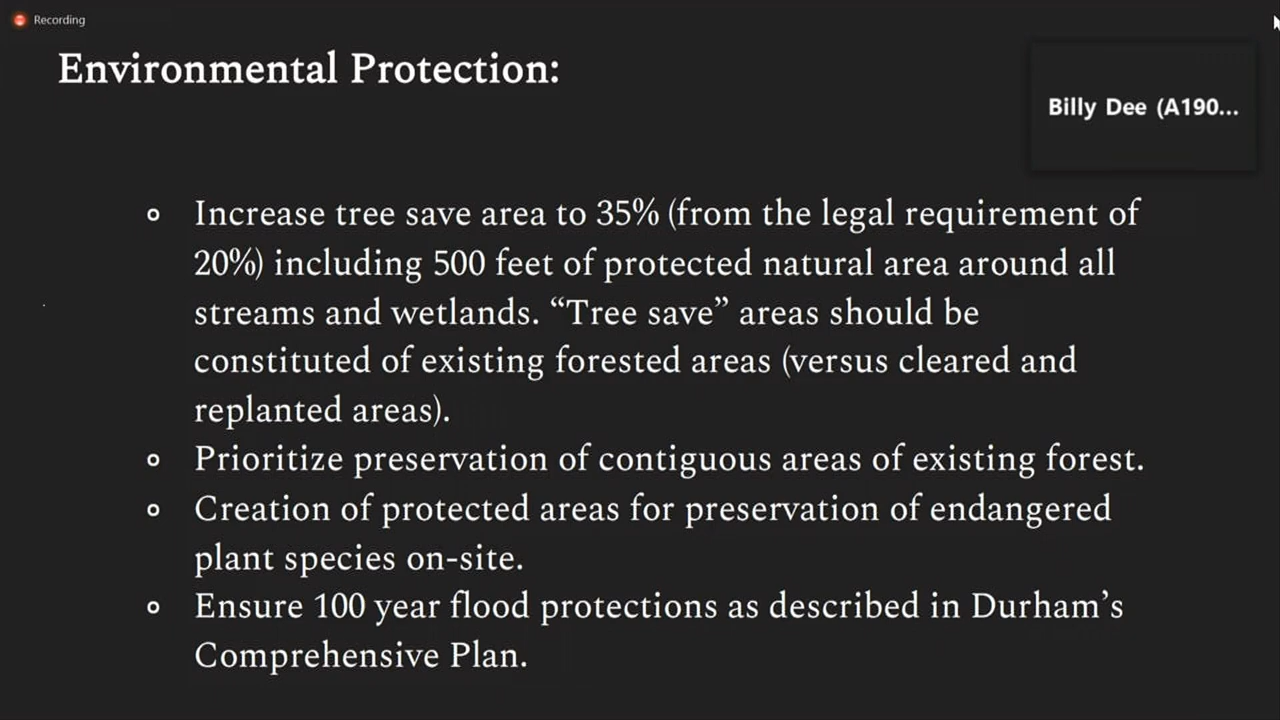 Recording
Environmental Protection:
Billy Dee (A190...
Increase tree save area to 35% (from the legal requirement of
20%) including 500 feet of protected natural area around all
streams and wetlands. “Tree save” areas should be
constituted of existing forested areas (versus cleared and
replanted areas).
Prioritize preservation of contiguous areas of existing forest.
Creation of protected areas for preservation of endangered
plant species on-site.
Ensure 100 year flood protections as described in Durham’s
Comprehensive Plan.